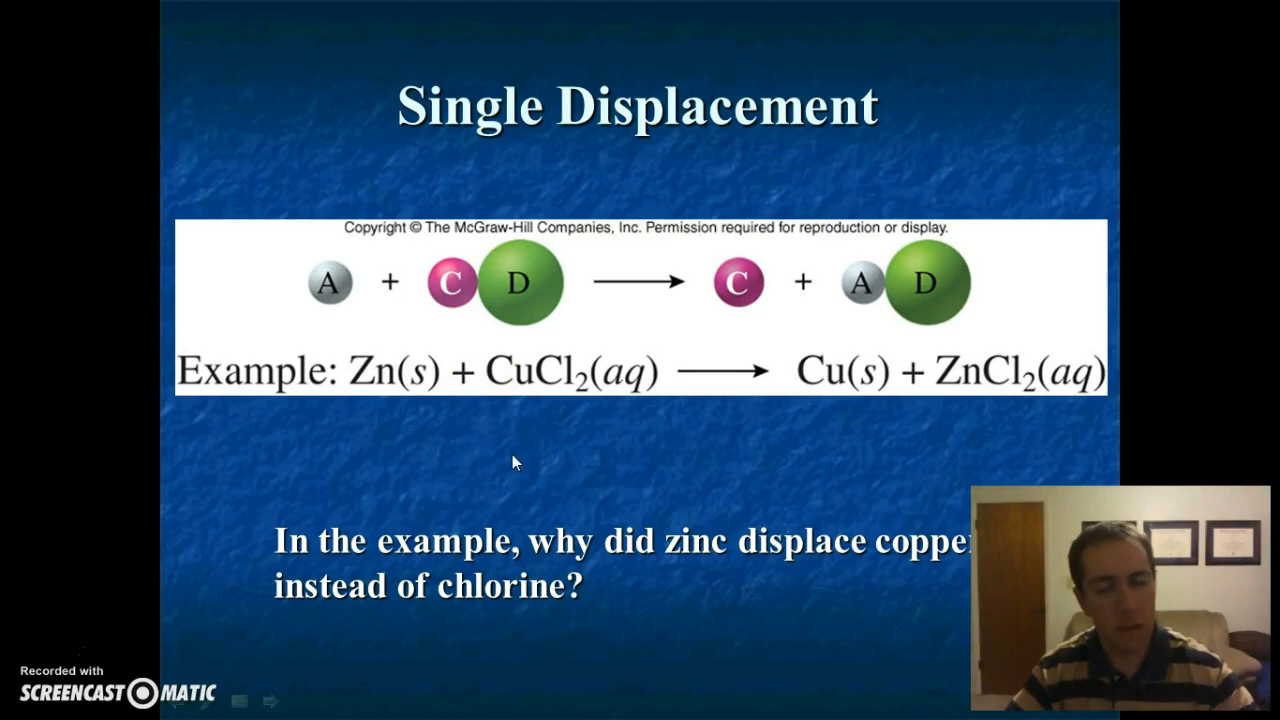 Single Displacement
Copyright © The McGraw-Hill Companies, Inc. Permission required for reproduction or display.
A + C D C + A D
Example: Zn(s) + CuCl₂(aq) ⟶ Cu(s) + ZnCl₂(aq)
In the example, why did zinc displace coppe
instead of chlorine?
Recorded with
SCREENCAST MATIC